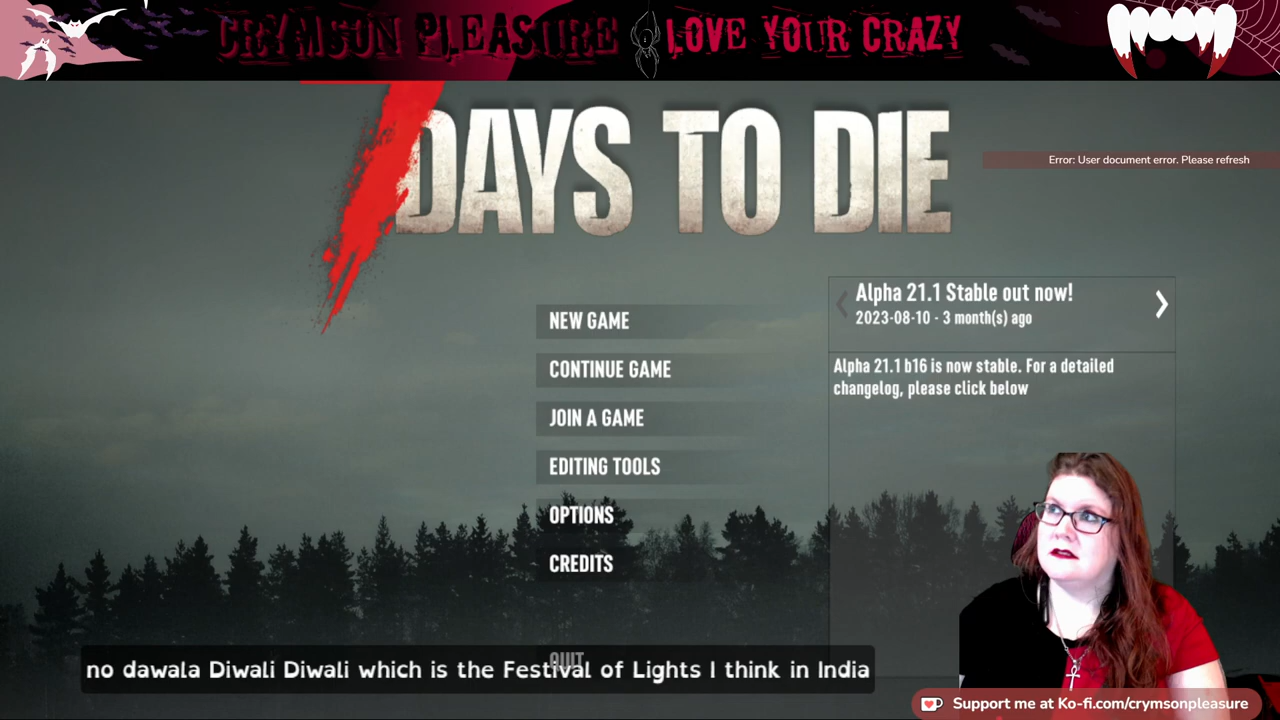 CRYMSON PLEASURE LOVE YOUR CRAZY
7 DAYS TO DIE
Error: User document error. Please refresh
NEW GAME
CONTINUE GAME
JOIN A GAME
EDITING TOOLS
OPTIONS
CREDITS
QUIT
Alpha 21.1 Stable out now!
2023-08-10 - 3 month(s) ago
Alpha 21.1 b16 is now stable. For a detailed
changelog, please click below
no dawala Diwali Diwali which is the Festival of Lights I think in India
Support me at Ko-fi.com/crymsonpleasure